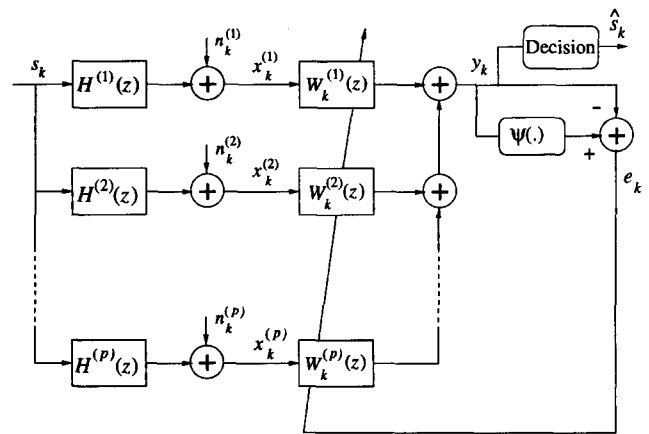 n_k^(1)
ŝ_k
s_k
H^(1)(z)
+
x_k^(1)
W_k^(1)(z)
+
y_k
Decision
-
n_k^(2)
ψ(.)
+
+
H^(2)(z)
+
x_k^(2)
W_k^(2)(z)
+
e_k
n_k^(p)
H^(p)(z)
+
x_k^(p)
W_k^(p)(z)